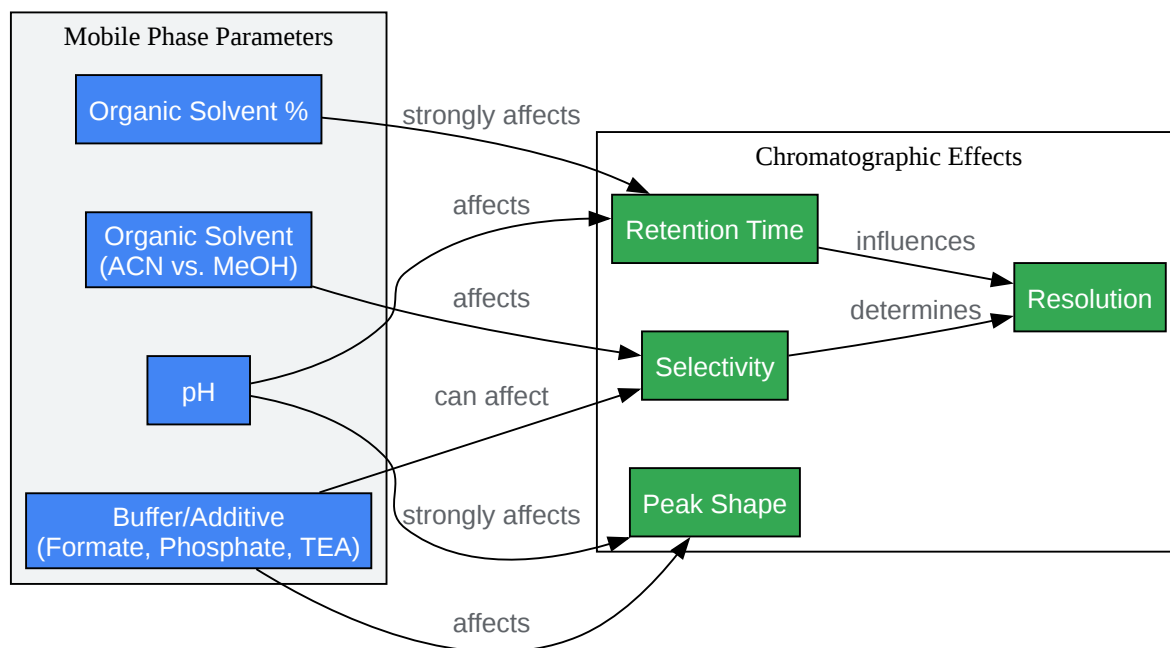 Mobile Phase Parameters
Organic Solvent %
Organic Solvent
(ACN vs. MeOH)
pH
Buffer/Additive
(Formate, Phosphate, TEA)
strongly affects
affects
affects
can affect
strongly affects
affects
Chromatographic Effects
Retention Time
Selectivity
Peak Shape
influences
determines
Resolution